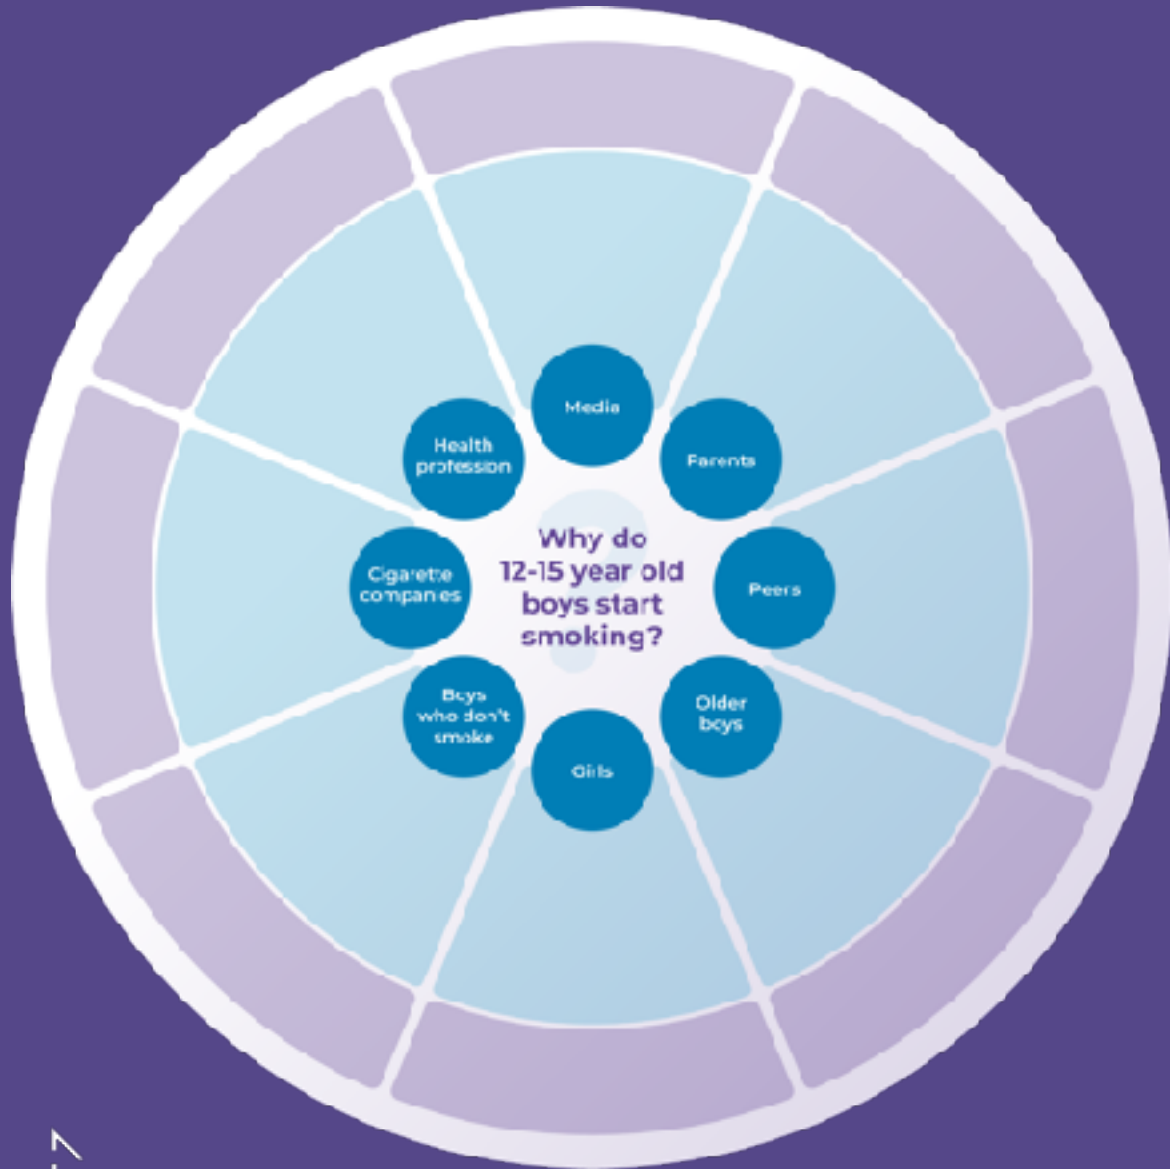 Why do
12-15 year old
boys start
smoking?
Media
Parents
Peers
Older
boys
Girls
Boys
who don't
smoke
Cigarette
companies
Health
profession